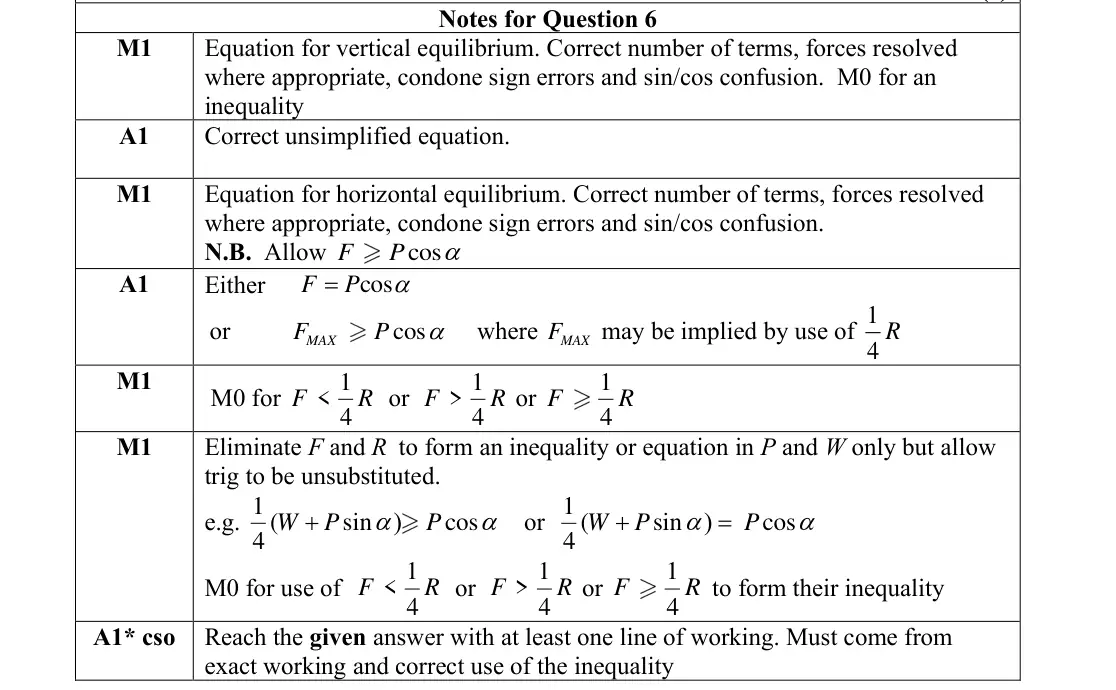 Notes for Question 6
M1 Equation for vertical equilibrium. Correct number of terms, forces resolved
where appropriate, condone sign errors and sin/cos confusion. M0 for an
inequality
A1 Correct unsimplified equation.
M1 Equation for horizontal equilibrium. Correct number of terms, forces resolved
where appropriate, condone sign errors and sin/cos confusion.
N.B. Allow F ⩾ P cos α
A1 Either F = Pcos α
or F_MAX ⩾ P cos α where F_MAX may be implied by use of 1/4 R
M1 M0 for F < 1/4 R or F > 1/4 R or F ⩾ 1/4 R
M1 Eliminate F and R to form an inequality or equation in P and W only but allow
trig to be unsubstituted.
e.g. 1/4 (W + P sin α) ⩾ P cos α or 1/4 (W + P sin α) = P cos α
M0 for use of F < 1/4 R or F > 1/4 R or F ⩾ 1/4 R to form their inequality
A1* cso Reach the given answer with at least one line of working. Must come from
exact working and correct use of the inequality